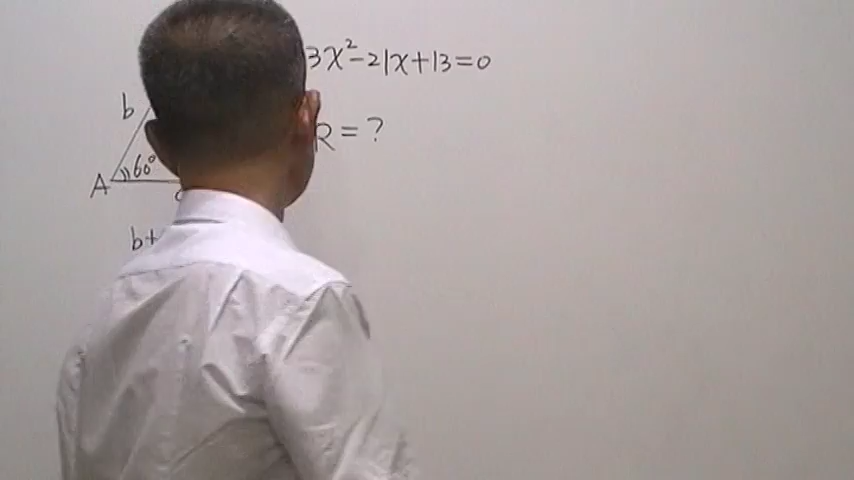 3x²-21x+13=0
b
R = ?
60°
A
b+